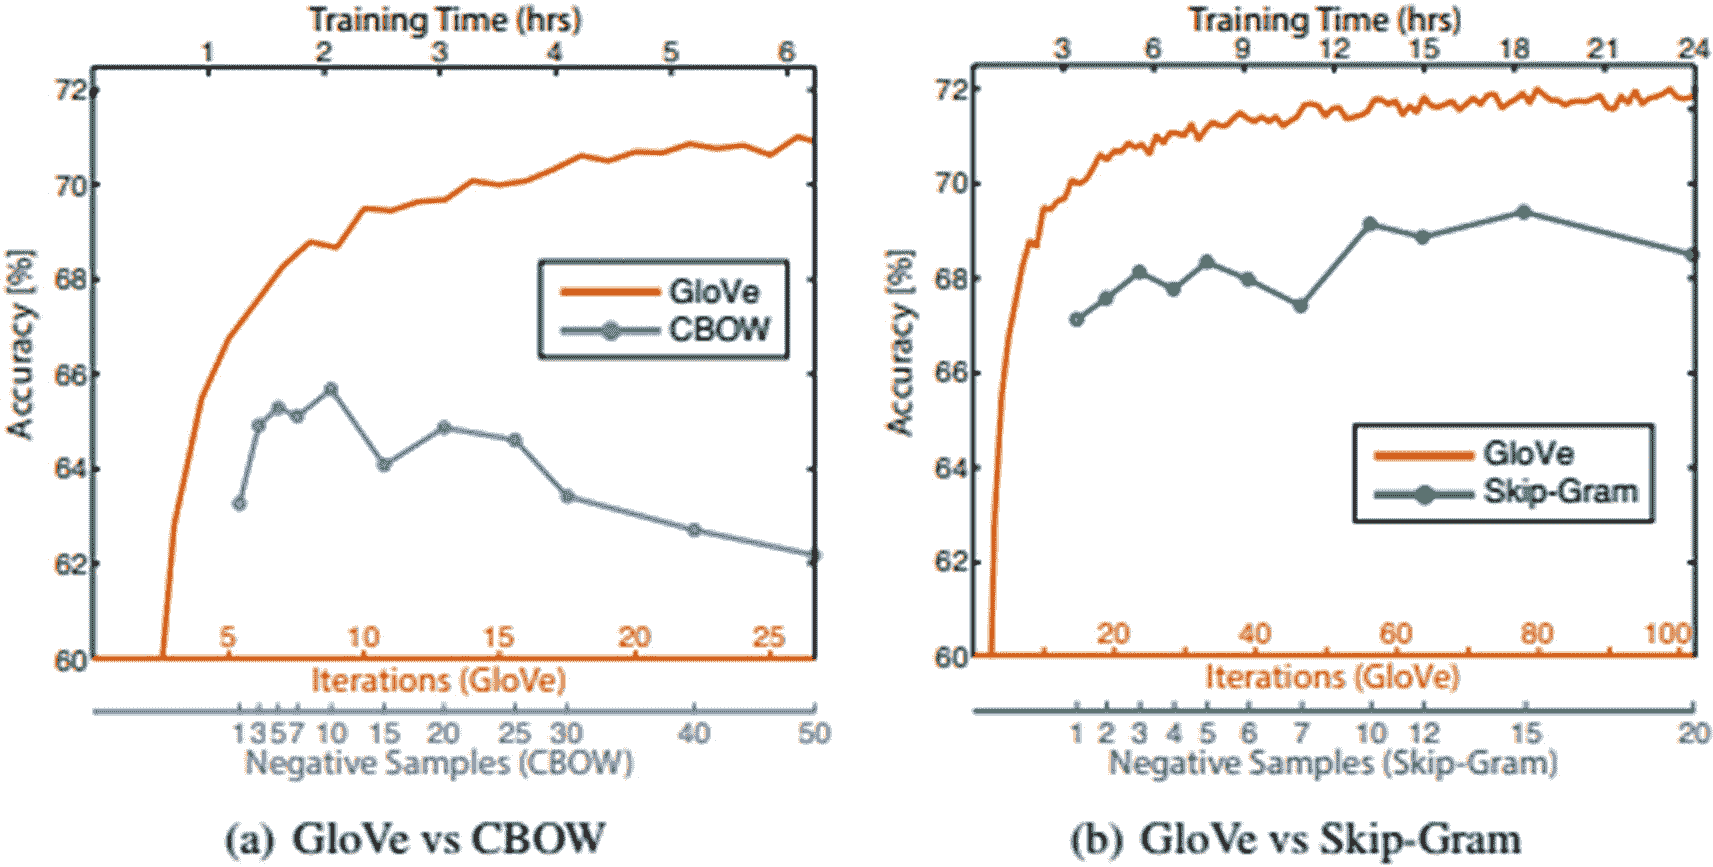 Training Time (hrs)
1 2 3 4 5 6
72
70
68
66
64
62
60
Accuracy [%]
GloVe
CBOW
5 10 15 20 25
Iterations (GloVe)
1 3 5 7 10 15 20 25 30 40 50
Negative Samples (CBOW)
(a) GloVe vs CBOW
Training Time (hrs)
3 6 9 12 15 18 21 24
72
70
68
66
64
62
60
Accuracy [%]
GloVe
Skip-Gram
20 40 60 80 100
Iterations (GloVe)
1 2 3 4 5 6 7 10 12 15 20
Negative Samples (Skip-Gram)
(b) GloVe vs Skip-Gram